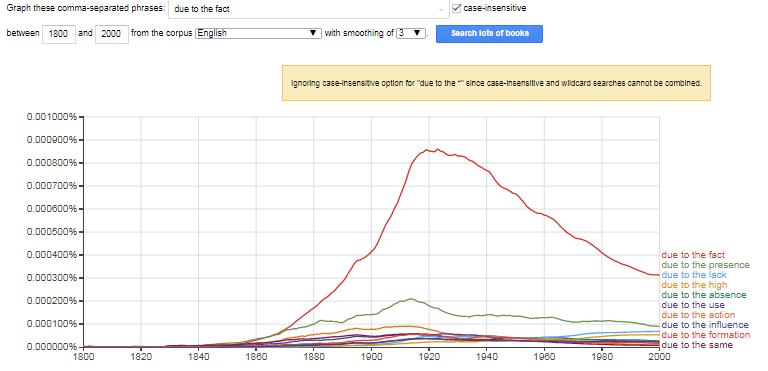 Graph these comma-separated phrases: due to the fact case-insensitive
between 1800 and 2000 from the corpus English with smoothing of 3 . Search lots of books
Ignoring case-insensitive option for "due to the *" since case-insensitive and wildcard searches cannot be combined.
0.001000%
0.000900%
0.000800%
0.000700%
0.000600%
0.000500%
0.000400%
0.000300%
0.000200%
0.000100%
0.000000%
1800 1820 1840 1860 1880 1900 1920 1940 1960 1980 2000
due to the fact
due to the presence
due to the lack
due to the high
due to the absence
due to the use
due to the action
due to the influence
due to the formation
due to the same